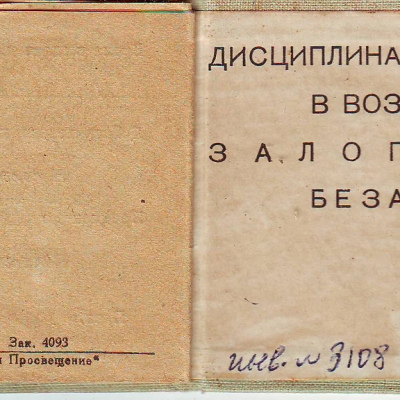 Зак. 4093
и Просвещение"
ДИСЦИПЛИНА
В ВОЗ
ЗАЛОГ
БЕЗА
инв. № 3108